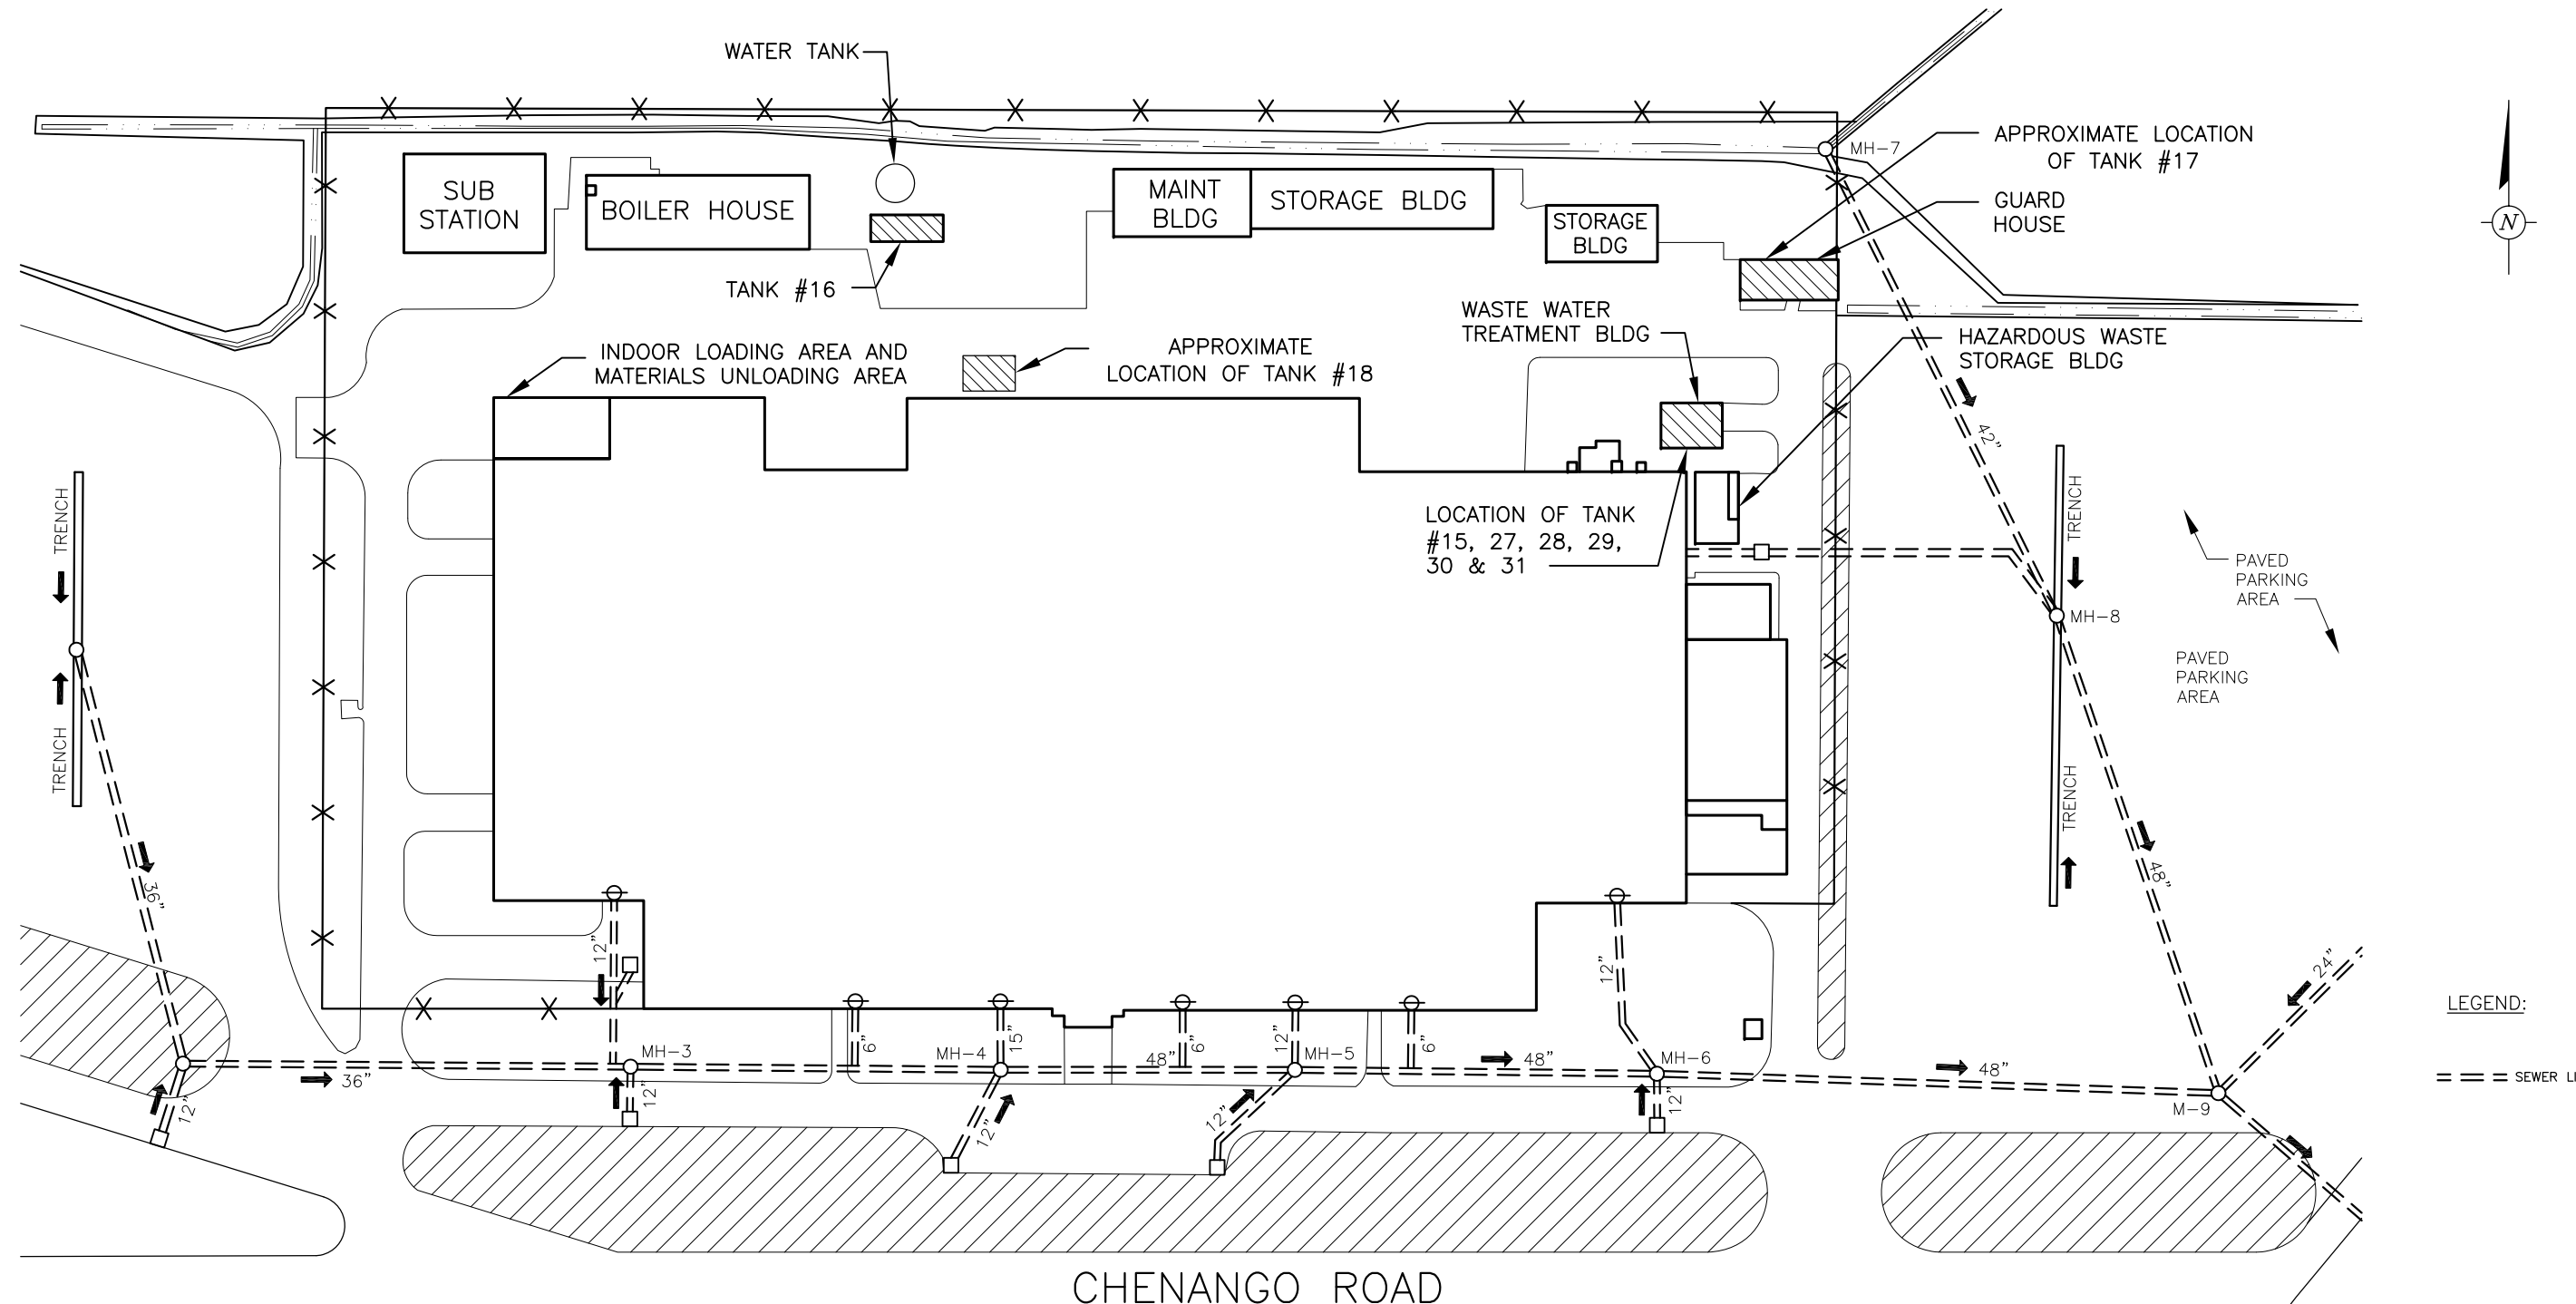 WATER TANK
APPROXIMATE LOCATION
OF TANK #17
MH-7
GUARD
HOUSE
N
SUB
STATION
BOILER HOUSE
MAINT
BLDG
STORAGE BLDG
STORAGE
BLDG
TANK #16
WASTE WATER
TREATMENT BLDG
HAZARDOUS WASTE
STORAGE BLDG
INDOOR LOADING AREA AND
MATERIALS UNLOADING AREA
APPROXIMATE
LOCATION OF TANK #18
42"
TRENCH
TRENCH
LOCATION OF TANK
#15, 27, 28, 29,
30 & 31
PAVED
PARKING
AREA
MH-8
PAVED
PARKING
AREA
TRENCH
TRENCH
36"
48"
12"
12"
24"
LEGEND:
6"
15"
6"
12"
6"
MH-3
MH-4
48"
MH-5
48"
MH-6
48"
36"
SEWER LI
12"
12"
12"
12"
12"
M-9
CHENANGO ROAD